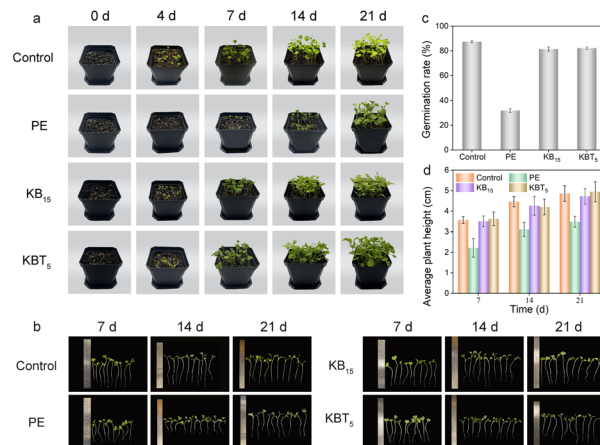 a
0 d 4 d 7 d 14 d 21 d
Control
PE
KB15
KBT5
c
Germination rate (%)
100
80
60
40
20
0
Control PE KB15 KBT5
d
Average plant height (cm)
Control PE
KB15 KBT5
6
5
4
3
2
1
0
7 14 21
Time (d)
b
7 d 14 d 21 d 7 d 14 d 21 d
Control KB15
PE KBT5